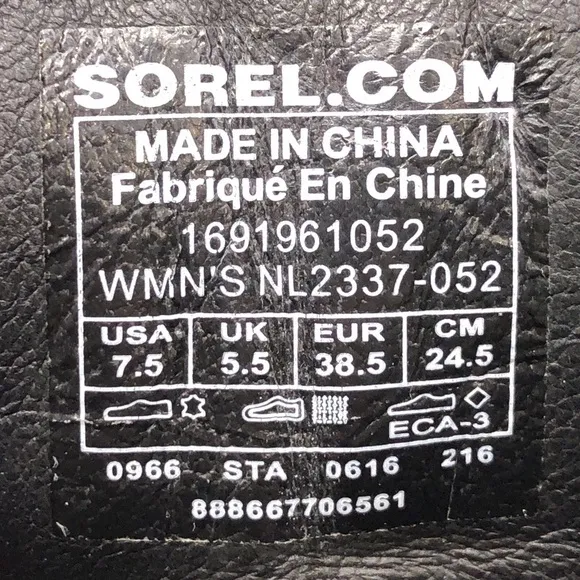 SOREL.COM
MADE IN CHINA
Fabriqué En Chine
1691961052
WMN'S NL2337-052
USA UK EUR CM
7.5 5.5 38.5 24.5
ECA-3
0966 STA 0616 216
888667706561